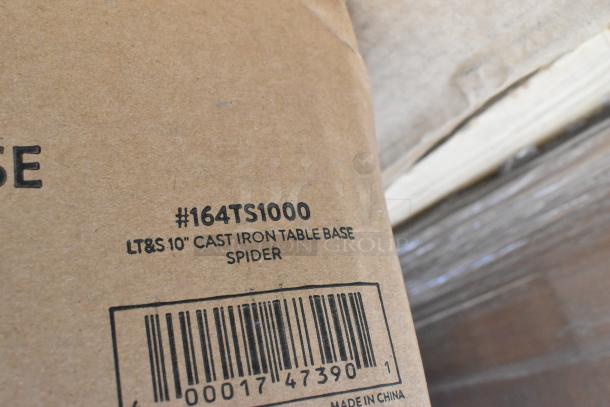 SE
#164TS1000
LT&S 10" CAST IRON TABLE BASE
SPIDER
00017 47390 1
MADE IN CHINA